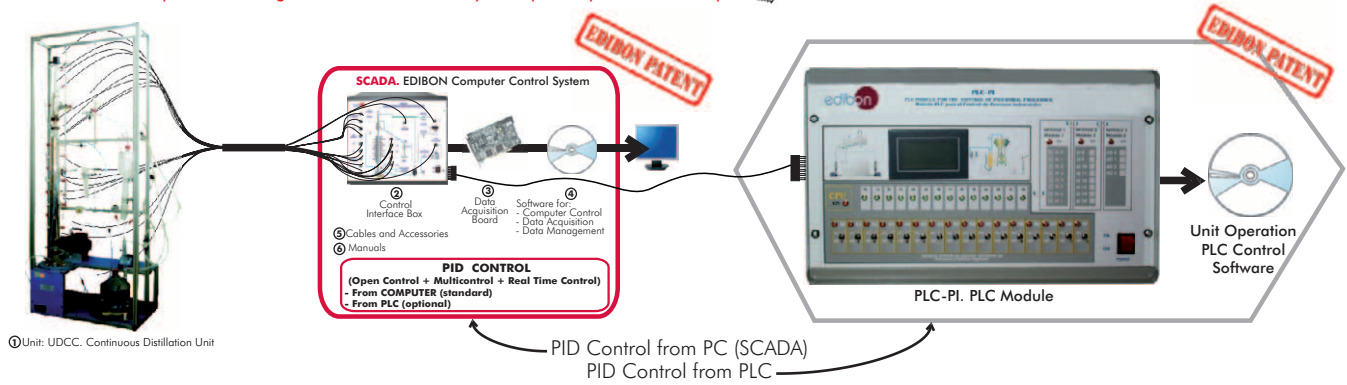 EDIBON PATENT
EDIBON PATENT
SCADA. EDIBON Computer Control System
② Control Interface Box
③ Data Acquisition Board
④ Software for:
- Computer Control
- Data Acquisition
- Data Management
⑤ Cables and Accessories
⑥ Manuals
PID CONTROL
(Open Control + Multicontrol + Real Time Control)
- From COMPUTER (standard)
- From PLC (optional)
① Unit: UDCC. Continuous Distillation Unit
edibon
PLC-PI
CPU
PLC-PI. PLC Module
Unit Operation
PLC Control
Software
PID Control from PC (SCADA)
PID Control from PLC